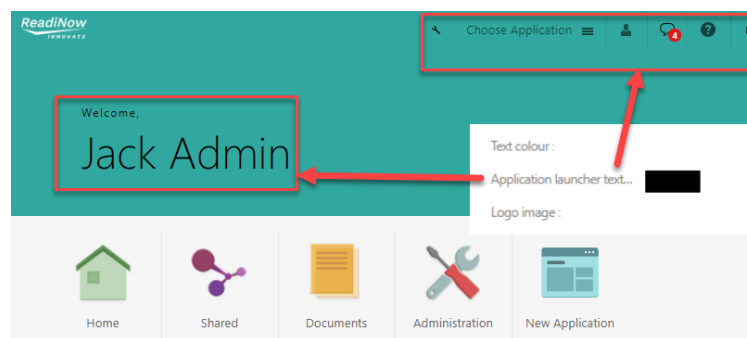 ReadiNow
INNOVATE
Choose Application
4
?
Welcome,
Jack Admin
Text colour :
Application launcher text...
Logo image :
Home
Shared
Documents
Administration
New Application